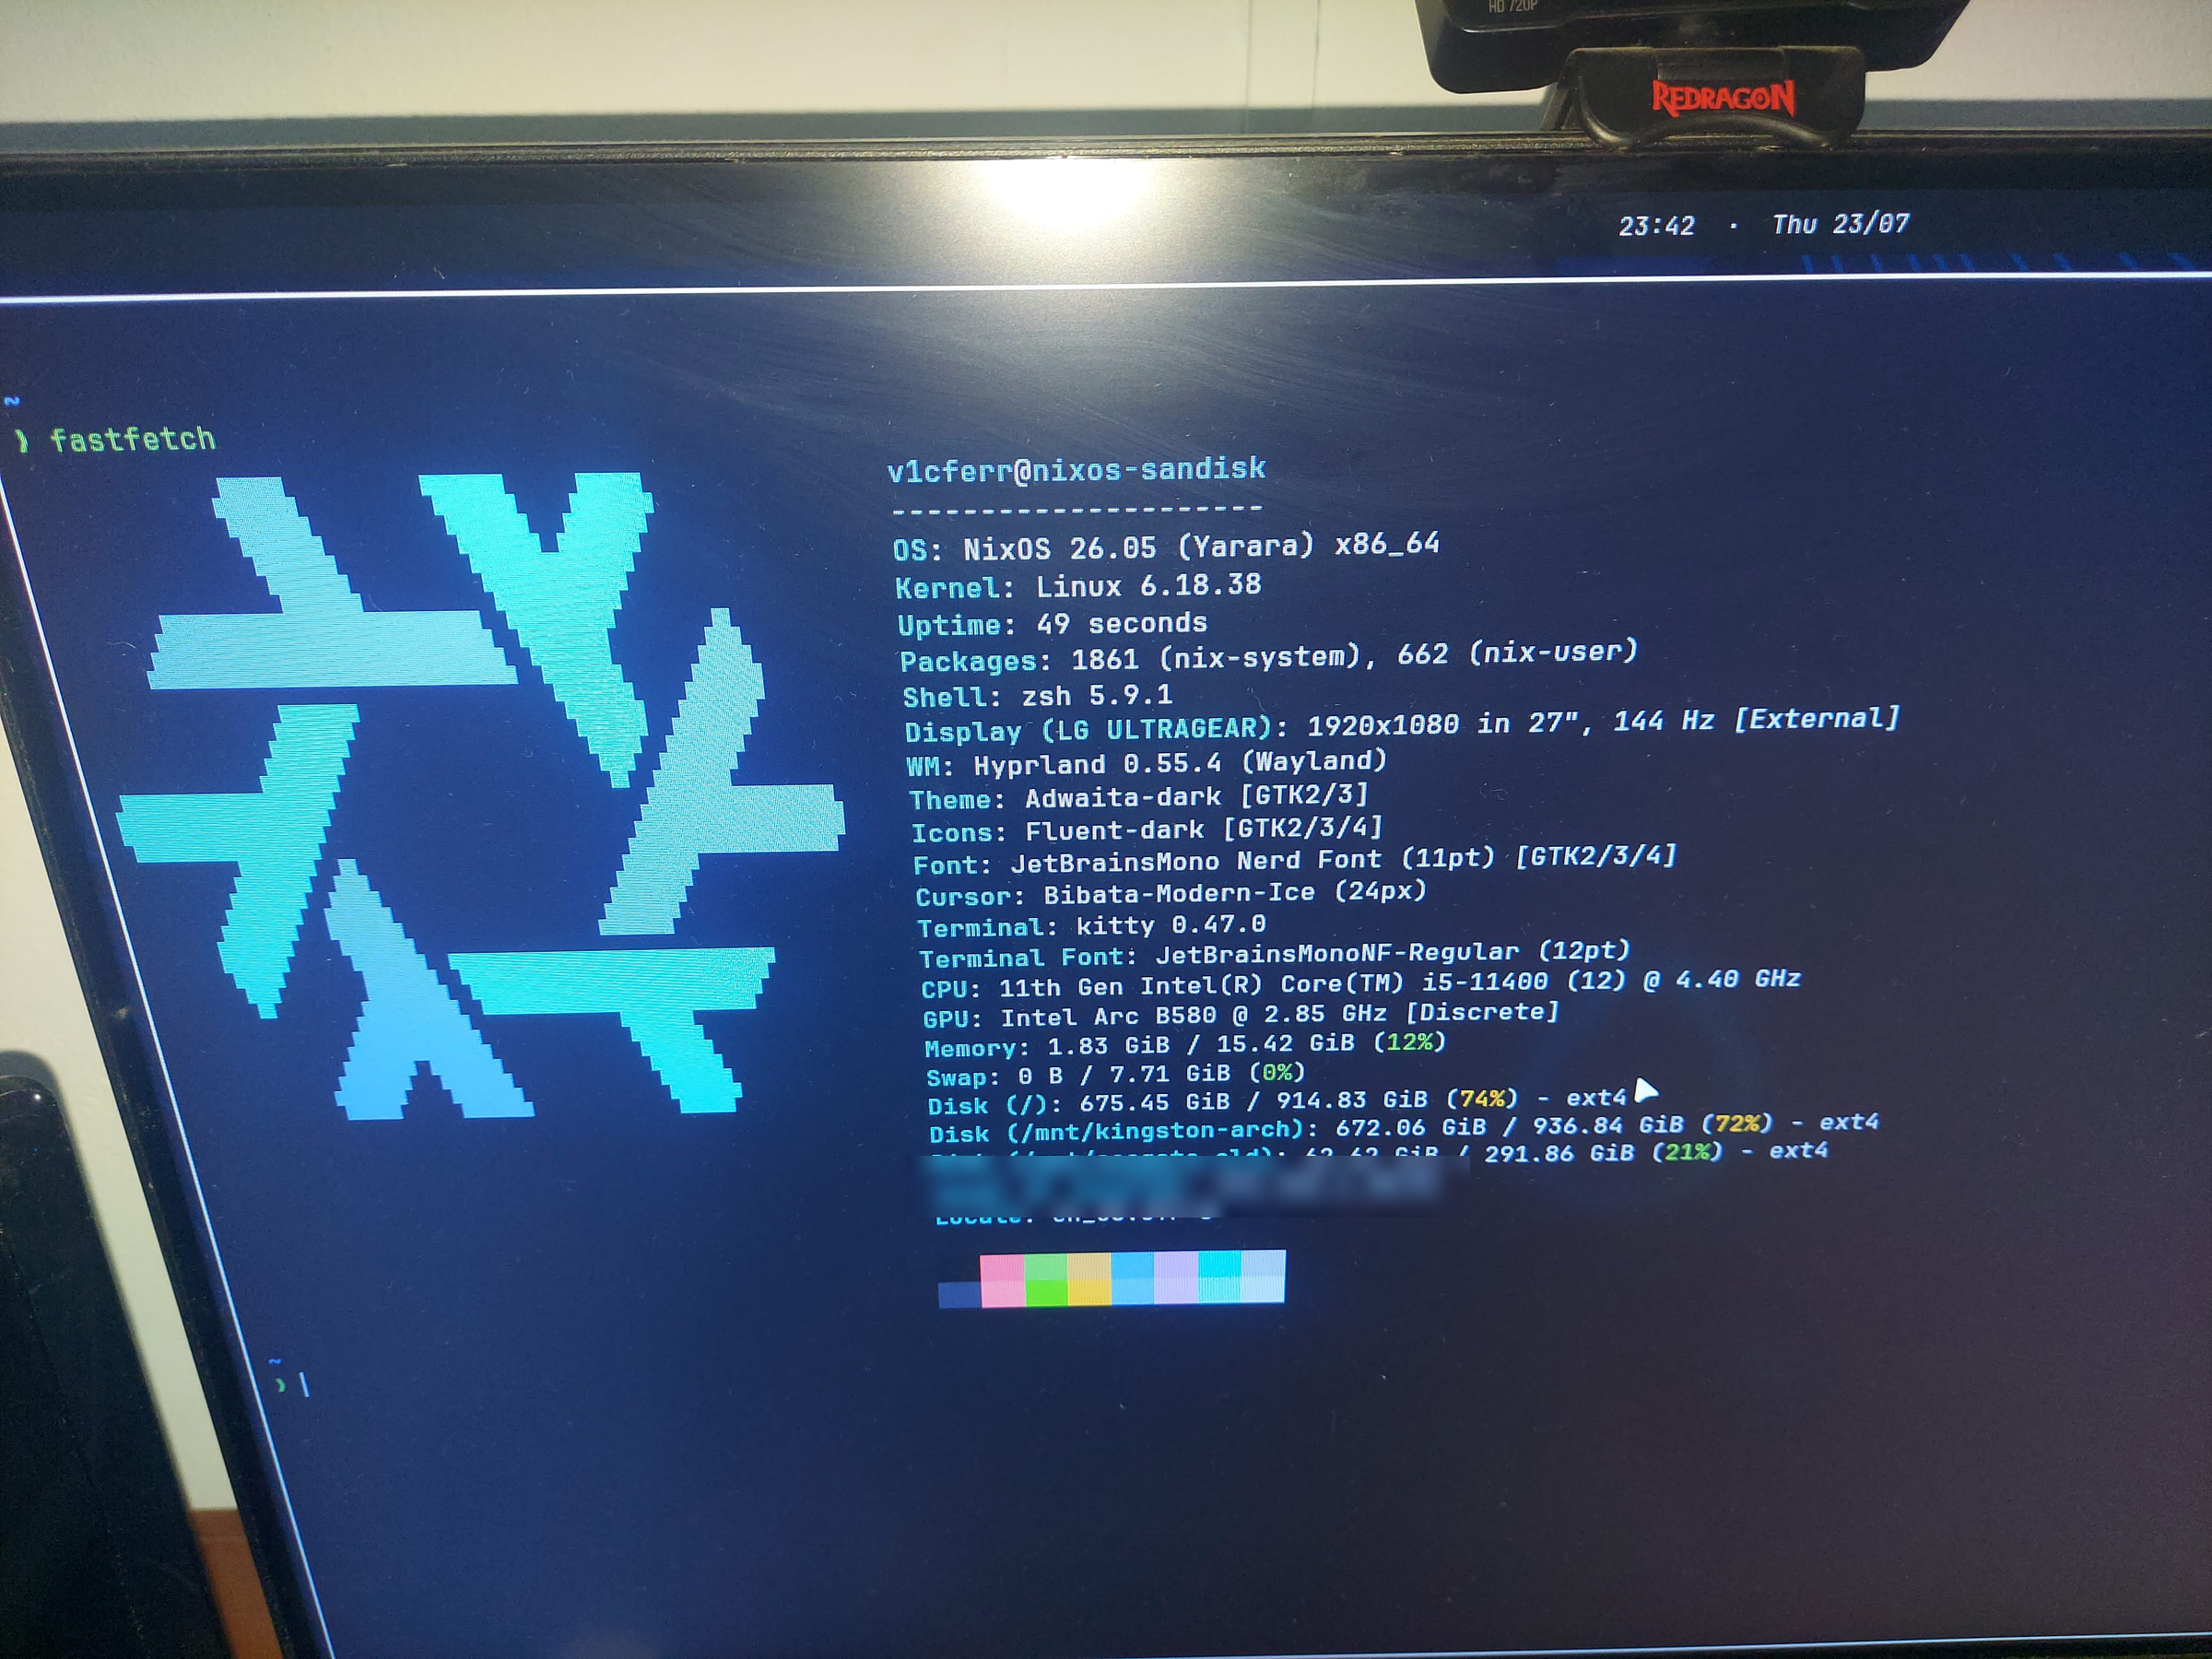 HD 720P
REDRAGON
23:42 · Thu 23/07
~
❯ fastfetch
v1cferr@nixos-sandisk
---------------------
OS: NixOS 26.05 (Yarara) x86_64
Kernel: Linux 6.18.38
Uptime: 49 seconds
Packages: 1861 (nix-system), 662 (nix-user)
Shell: zsh 5.9.1
Display (LG ULTRAGEAR): 1920x1080 in 27", 144 Hz [External]
WM: Hyprland 0.55.4 (Wayland)
Theme: Adwaita-dark [GTK2/3]
Icons: Fluent-dark [GTK2/3/4]
Font: JetBrainsMono Nerd Font (11pt) [GTK2/3/4]
Cursor: Bibata-Modern-Ice (24px)
Terminal: kitty 0.47.0
Terminal Font: JetBrainsMonoNF-Regular (12pt)
CPU: 11th Gen Intel(R) Core(TM) i5-11400 (12) @ 4.40 GHz
GPU: Intel Arc B580 @ 2.85 GHz [Discrete]
Memory: 1.83 GiB / 15.42 GiB (12%)
Swap: 0 B / 7.71 GiB (0%)
Disk (/): 675.45 GiB / 914.83 GiB (74%) - ext4
Disk (/mnt/kingston-arch): 672.06 GiB / 936.84 GiB (72%) - ext4
GiB / 291.86 GiB (21%) - ext4
Locale:
~
❯